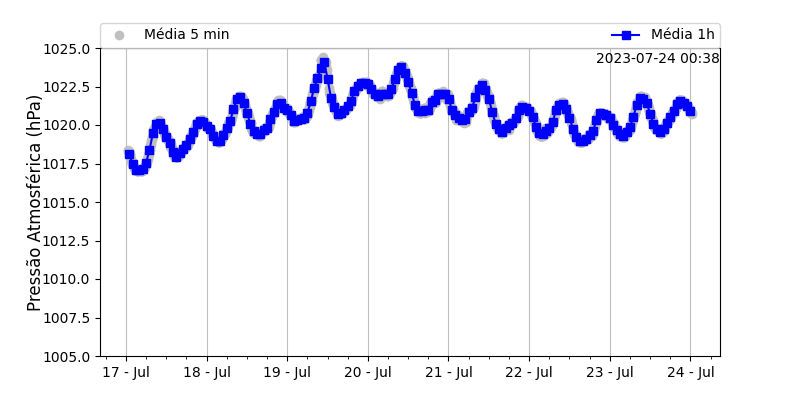 Média 5 min
Média 1h
2023-07-24 00:38
Pressão Atmosférica (hPa)
1025.0
1022.5
1020.0
1017.5
1015.0
1012.5
1010.0
1007.5
1005.0
17 - Jul
18 - Jul
19 - Jul
20 - Jul
21 - Jul
22 - Jul
23 - Jul
24 - Jul